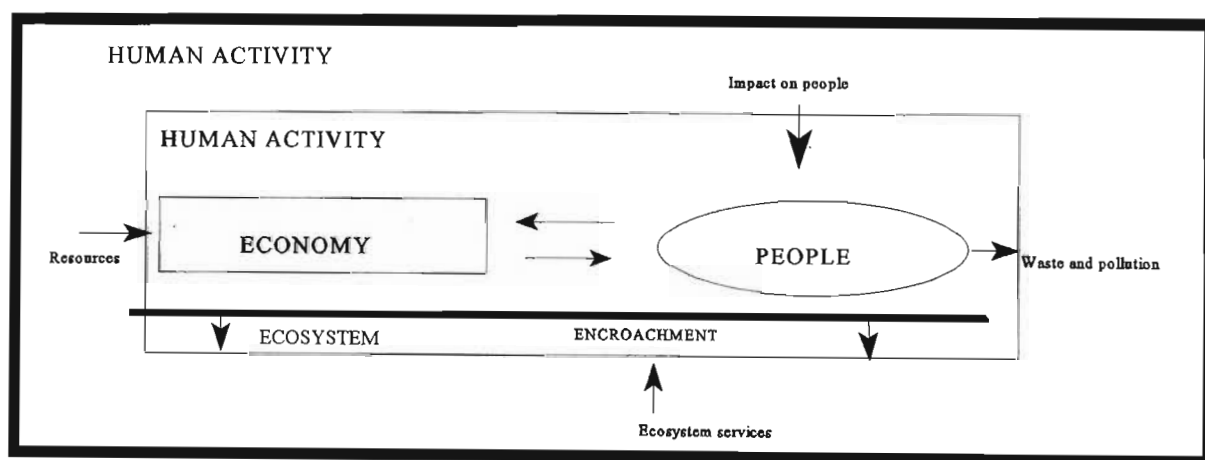 HUMAN ACTIVITY
Impact on people
HUMAN ACTIVITY
ECONOMY
PEOPLE
Resources
Waste and pollution
ECOSYSTEM
ENCROACHMENT
Ecosystem services